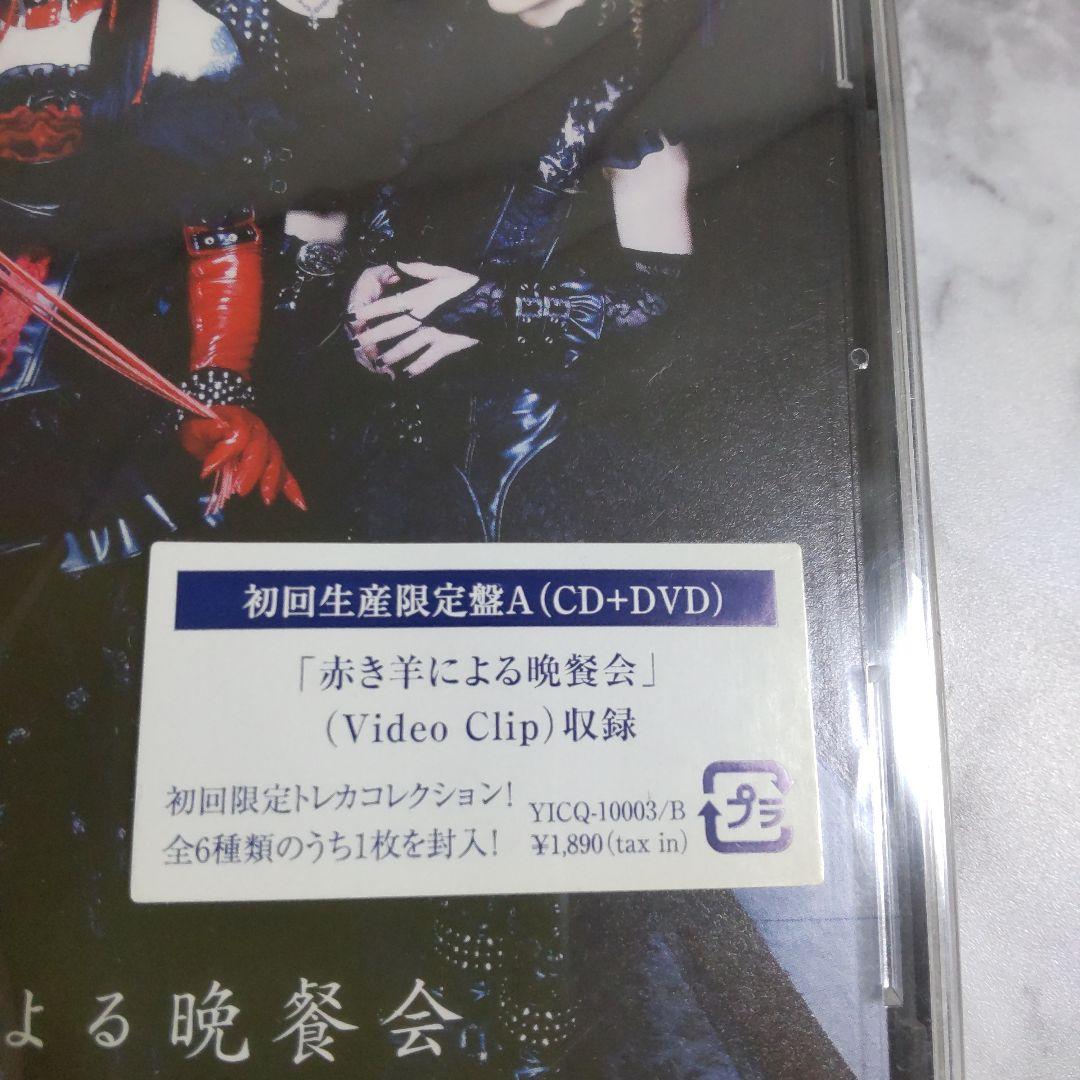 初回生産限定盤A(CD+DVD)
「赤き羊による晩餐会」
(Video Clip)収録
初回限定トレカコレクション!
全6種類のうち1枚を封入!
YICQ-10003/B
¥1,890(tax in)
プラ
よる晩餐会